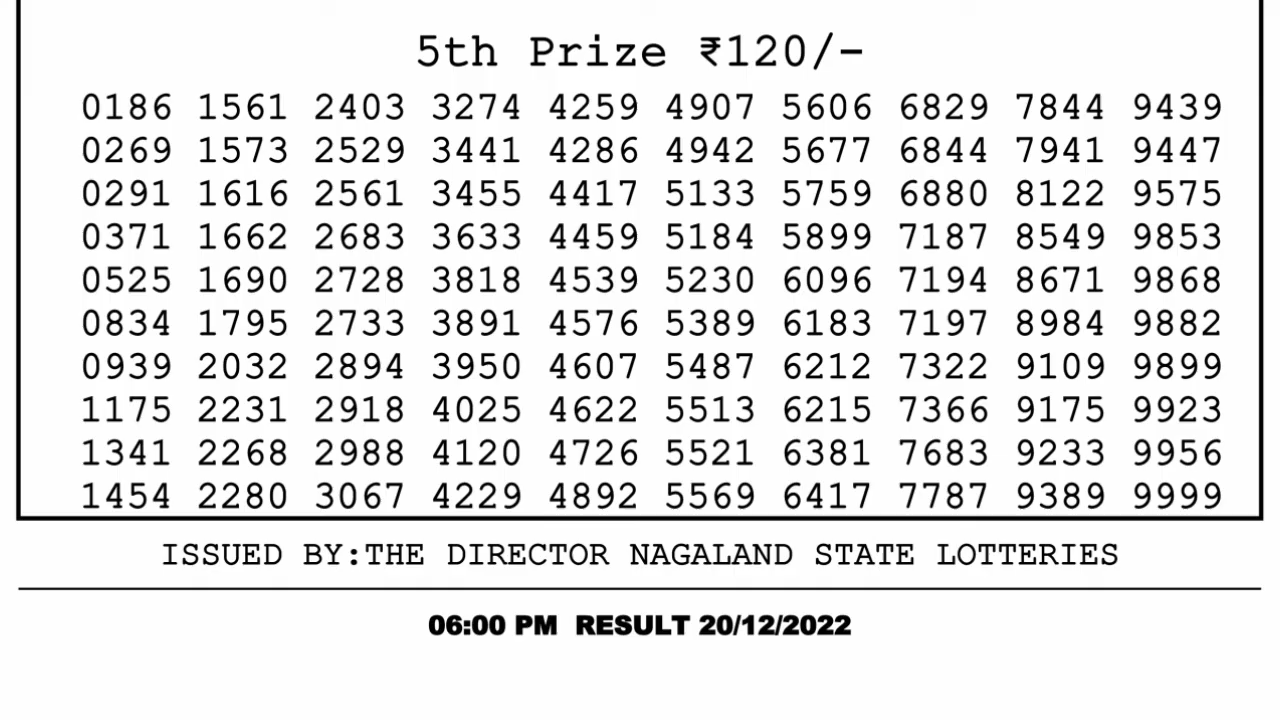 5th Prize ₹120/-
0186 1561 2403 3274 4259 4907 5606 6829 7844 9439
0269 1573 2529 3441 4286 4942 5677 6844 7941 9447
0291 1616 2561 3455 4417 5133 5759 6880 8122 9575
0371 1662 2683 3633 4459 5184 5899 7187 8549 9853
0525 1690 2728 3818 4539 5230 6096 7194 8671 9868
0834 1795 2733 3891 4576 5389 6183 7197 8984 9882
0939 2032 2894 3950 4607 5487 6212 7322 9109 9899
1175 2231 2918 4025 4622 5513 6215 7366 9175 9923
1341 2268 2988 4120 4726 5521 6381 7683 9233 9956
1454 2280 3067 4229 4892 5569 6417 7787 9389 9999
ISSUED BY:THE DIRECTOR NAGALAND STATE LOTTERIES
06:00 PM RESULT 20/12/2022